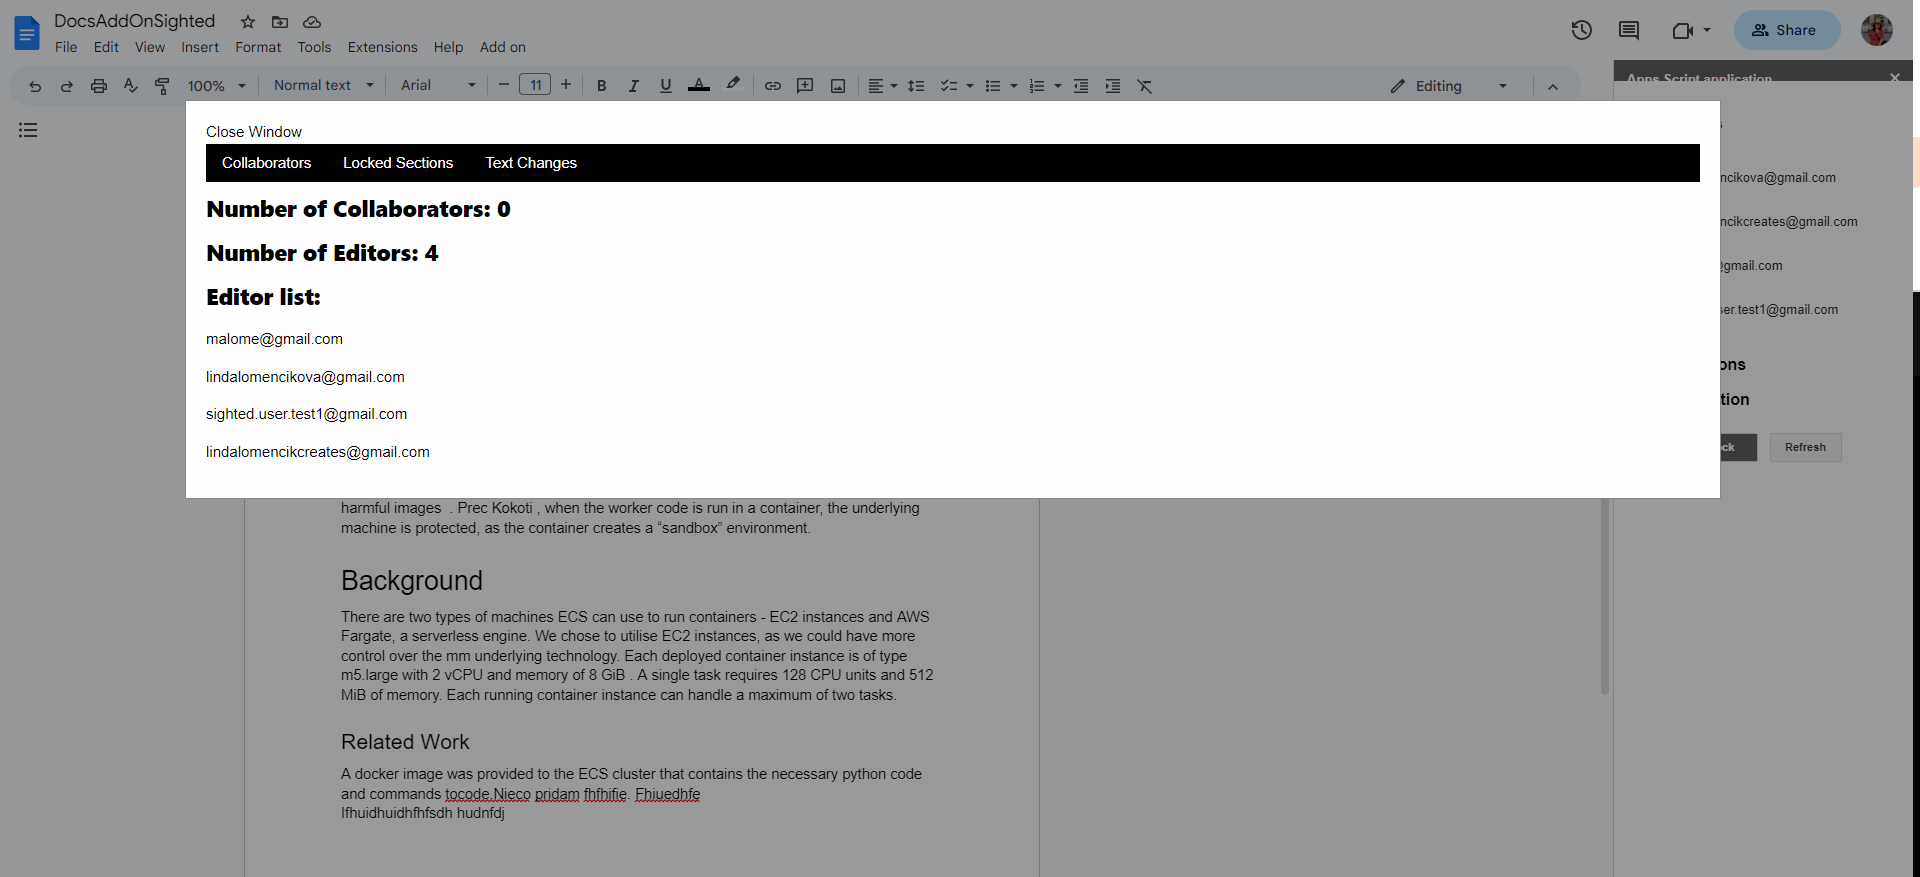 DocsAddOnSighted
File Edit View Insert Format Tools Extensions Help Add on
Share
100% Normal text Arial 11 Editing
Apps Script application
Close Window
Collaborators Locked Sections Text Changes
Number of Collaborators: 0
Number of Editors: 4
Editor list:
malome@gmail.com
lindalomencikova@gmail.com
sighted.user.test1@gmail.com
lindalomencikcreates@gmail.com
ncikova@gmail.com
ncikcreates@gmail.com
gmail.com
ser.test1@gmail.com
ons
tion
ck Refresh
harmful images . Prec Kokoti , when the worker code is run in a container, the underlying
machine is protected, as the container creates a “sandbox” environment.
Background
There are two types of machines ECS can use to run containers - EC2 instances and AWS
Fargate, a serverless engine. We chose to utilise EC2 instances, as we could have more
control over the mm underlying technology. Each deployed container instance is of type
m5.large with 2 vCPU and memory of 8 GiB . A single task requires 128 CPU units and 512
MiB of memory. Each running container instance can handle a maximum of two tasks.
Related Work
A docker image was provided to the ECS cluster that contains the necessary python code
and commands tocode.Nieco pridam fhfhifie. Fhiuedhfe
Ifhuidhuidhfhfsdh hudnfdj